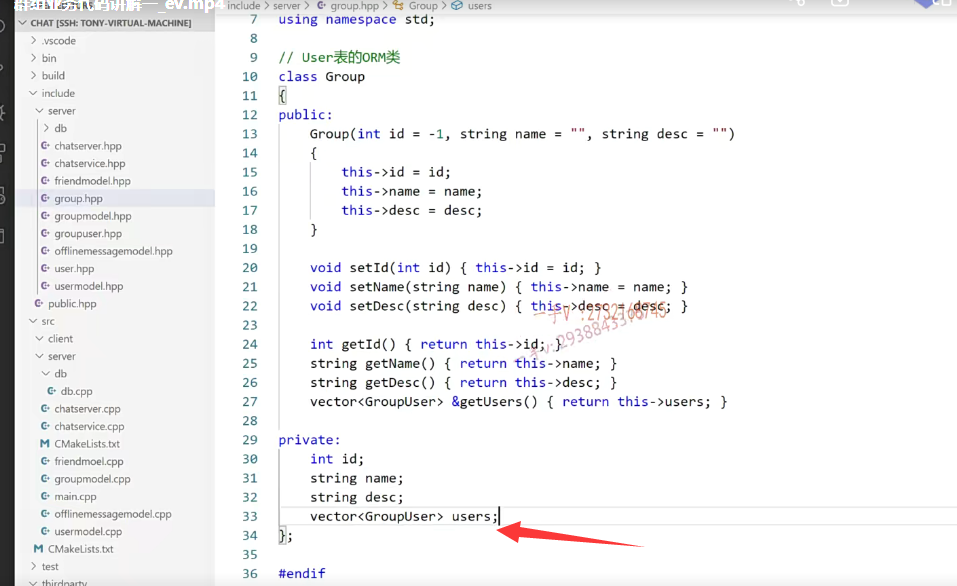 _ev.mp4
include > server > group.hpp > Group > users
CHAT [SSH: TONY-VIRTUAL-MACHINE]
.vscode
bin
build
include
server
db
chatserver.hpp
chatservice.hpp
friendmodel.hpp
group.hpp
groupmodel.hpp
groupuser.hpp
offlinemessagemodel.hpp
user.hpp
usermodel.hpp
public.hpp
src
client
server
db
db.cpp
chatserver.cpp
chatservice.cpp
CMakeLists.txt
friendmoel.cpp
groupmodel.cpp
main.cpp
offlinemessagemodel.cpp
usermodel.cpp
CMakeLists.txt
test
thirdparty
7 using namespace std;
8
9 // User表的ORM类
10 class Group
11 {
12 public:
13 Group(int id = -1, string name = "", string desc = "")
14 {
15 this->id = id;
16 this->name = name;
17 this->desc = desc;
18 }
19
20 void setId(int id) { this->id = id; }
21 void setName(string name) { this->name = name; }
22 void setDesc(string desc) { this->desc = desc; }
23
24 int getId() { return this->id; }
25 string getName() { return this->name; }
26 string getDesc() { return this->desc; }
27 vector<GroupUser> &getUsers() { return this->users; }
28
29 private:
30 int id;
31 string name;
32 string desc;
33 vector<GroupUser> users;
34 };
35
36 #endif